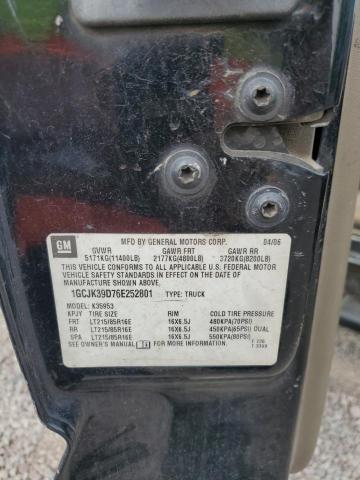 GM
MFD BY GENERAL MOTORS CORP. 04/06
GVWR GAWR FRT GAWR RR
5171KG(11400LB) 2177KG(4800LB) 3720KG(8200LB)
THIS VEHICLE CONFORMS TO ALL APPLICABLE U.S. FEDERAL MOTOR
VEHICLE SAFETY STANDARDS IN EFFECT ON THE DATE OF
MANUFACTURE SHOWN ABOVE.
1GCJK39D76E252801 TYPE: TRUCK
MODEL: K35953
KPJY TIRE SIZE RIM COLD TIRE PRESSURE
FRT LT215/85R16E 16X6.5J 480KPA(70PSI)
RR LT215/85R16E 16X6.5J 450KPA(65PSI) DUAL
SPA LT215/85R16E 16X6.5J 550KPA(80PSI)
SEE OWNER'S MANUAL FOR ADDITIONAL INFORMATION.